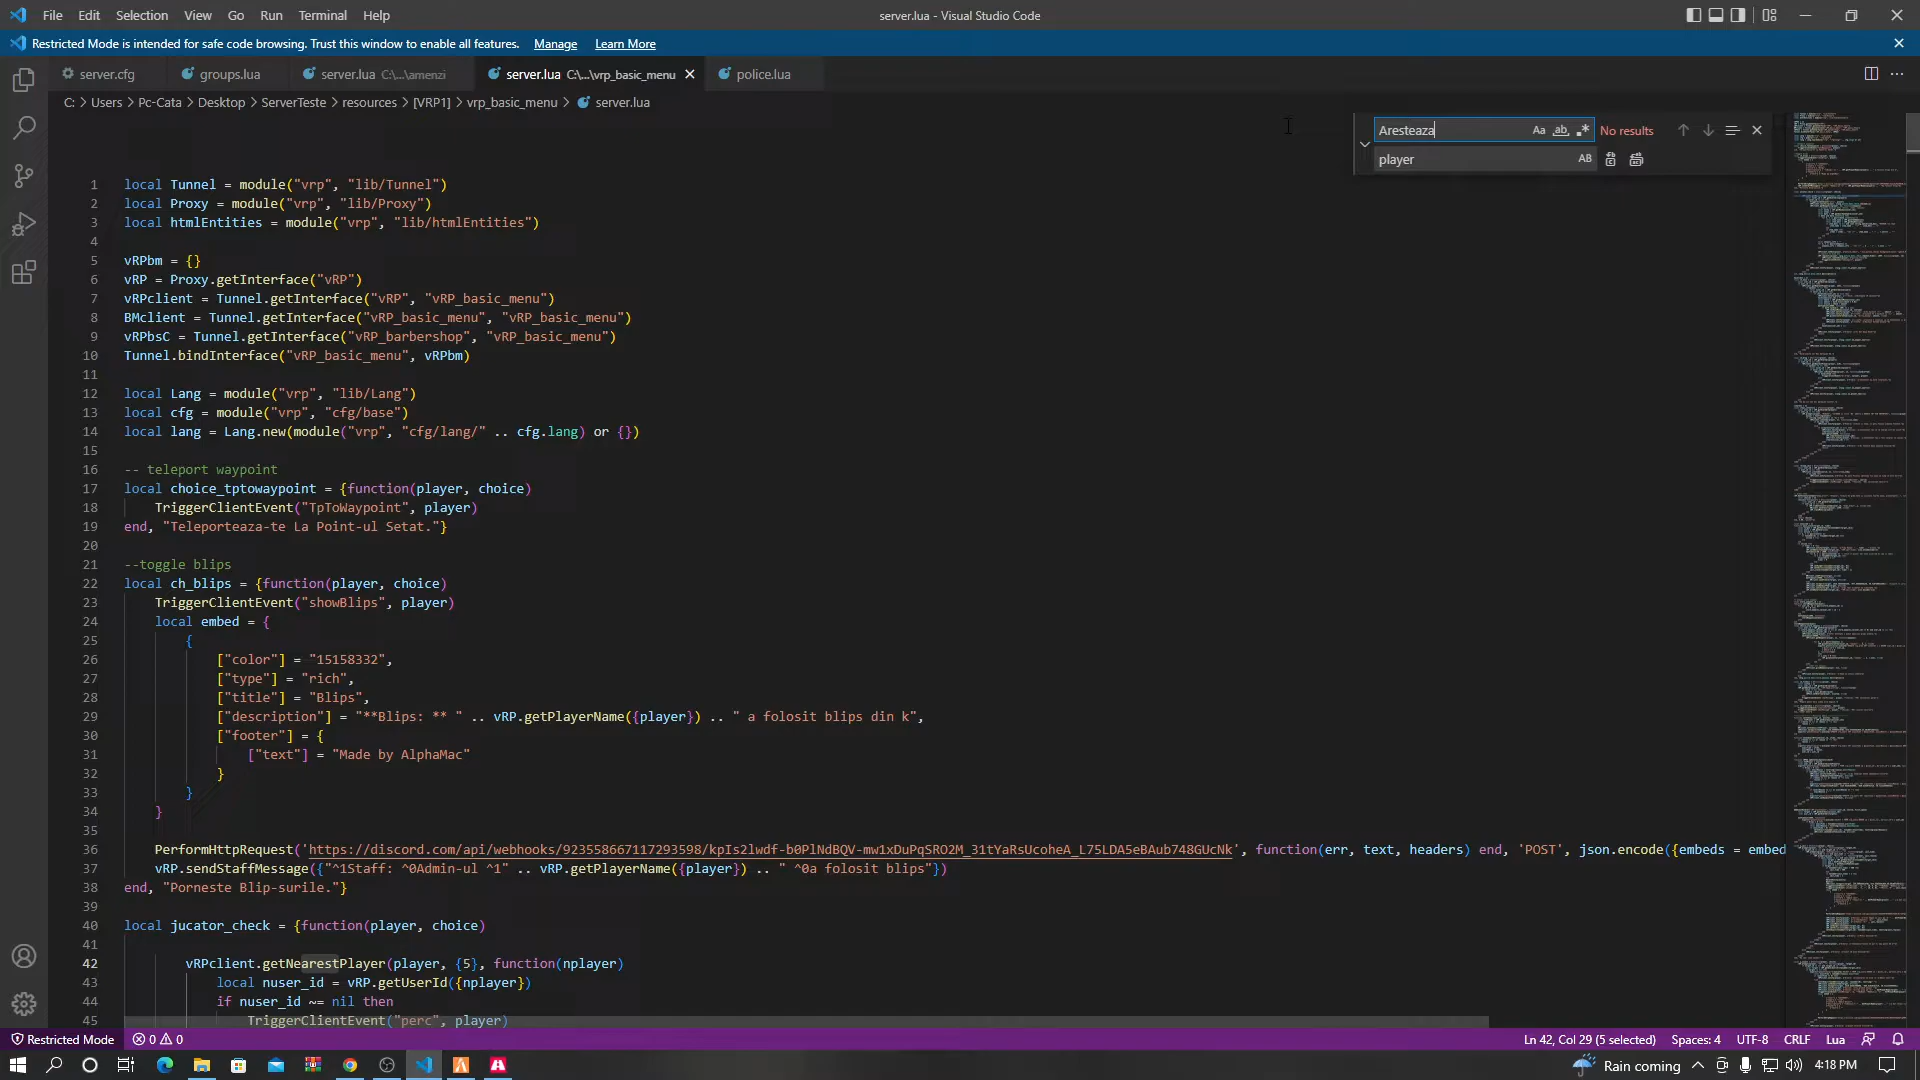 File Edit Selection View Go Run Terminal Help
server.lua - Visual Studio Code
Restricted Mode is intended for safe code browsing. Trust this window to enable all features. Manage Learn More
server.cfg groups.lua server.lua C:\...\amenzi server.lua C:\...\vrp_basic_menu police.lua
C: > Users > Pc-Cata > Desktop > ServerTeste > resources > [VRP1] > vrp_basic_menu > server.lua
Aresteaza Aa ab No results
player AB
1 local Tunnel = module("vrp", "lib/Tunnel")
2 local Proxy = module("vrp", "lib/Proxy")
3 local htmlEntities = module("vrp", "lib/htmlEntities")
4
5 vRPbm = {}
6 vRP = Proxy.getInterface("vRP")
7 vRPclient = Tunnel.getInterface("vRP", "vRP_basic_menu")
8 BMclient = Tunnel.getInterface("vRP_basic_menu", "vRP_basic_menu")
9 vRPbsC = Tunnel.getInterface("vRP_barbershop", "vRP_basic_menu")
10 Tunnel.bindInterface("vRP_basic_menu", vRPbm)
11
12 local Lang = module("vrp", "lib/Lang")
13 local cfg = module("vrp", "cfg/base")
14 local lang = Lang.new(module("vrp", "cfg/lang/" .. cfg.lang) or {})
15
16 -- teleport waypoint
17 local choice_tptowaypoint = {function(player, choice)
18 TriggerClientEvent("TpToWaypoint", player)
19 end, "Teleporteaza-te La Point-ul Setat."}
20
21 --toggle blips
22 local ch_blips = {function(player, choice)
23 TriggerClientEvent("showBlips", player)
24 local embed = {
25 {
26 ["color"] = "15158332",
27 ["type"] = "rich",
28 ["title"] = "Blips",
29 ["description"] = "**Blips: ** " .. vRP.getPlayerName({player}) .. " a folosit blips din k",
30 ["footer"] = {
31 ["text"] = "Made by AlphaMac"
32 }
33 }
34 }
35
36 PerformHttpRequest('https://discord.com/api/webhooks/923558667117293598/kpIs2lwdf-b0PlNdBQV-mw1xDuPqSRO2M_31tYaRsUcoheA_L75LDA5eBAub748GUcNk', function(err, text, headers) end, 'POST', json.encode({embeds = embed
37 vRP.sendStaffMessage({"^1Staff: ^0Admin-ul ^1" .. vRP.getPlayerName({player}) .. " ^0a folosit blips"})
38 end, "Porneste Blip-surile."}
39
40 local jucator_check = {function(player, choice)
41
42 vRPclient.getNearestPlayer(player, {5}, function(nplayer)
43 local nuser_id = vRP.getUserId({nplayer})
44 if nuser_id ~= nil then
45 TriggerClientEvent("perc", player)
Restricted Mode 0 0 Ln 42, Col 29 (5 selected) Spaces: 4 UTF-8 CRLF Lua
Rain coming 4:18 PM